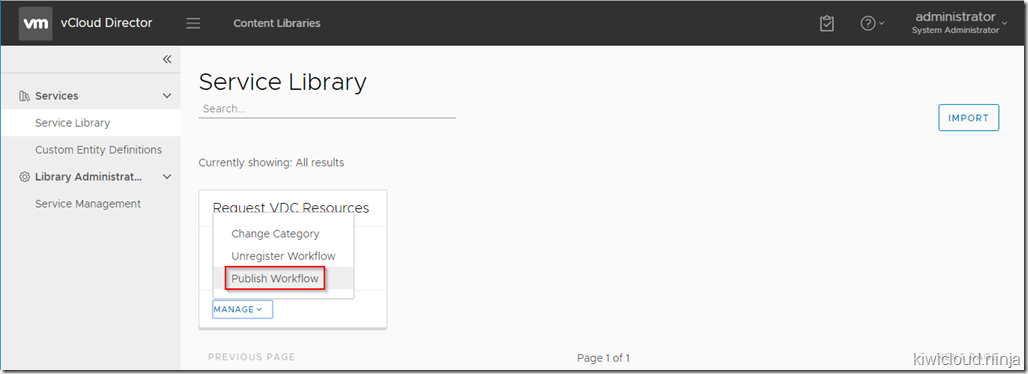 vm vCloud Director Content Libraries administrator
System Administrator
Services
Service Library
Custom Entity Definitions
Library Administrat...
Service Management
Service Library
Search...
IMPORT
Currently showing: All results
Request VDC Resources
Change Category
Unregister Workflow
Publish Workflow
MANAGE
PREVIOUS PAGE Page 1 of 1
kiwicloud.ninja